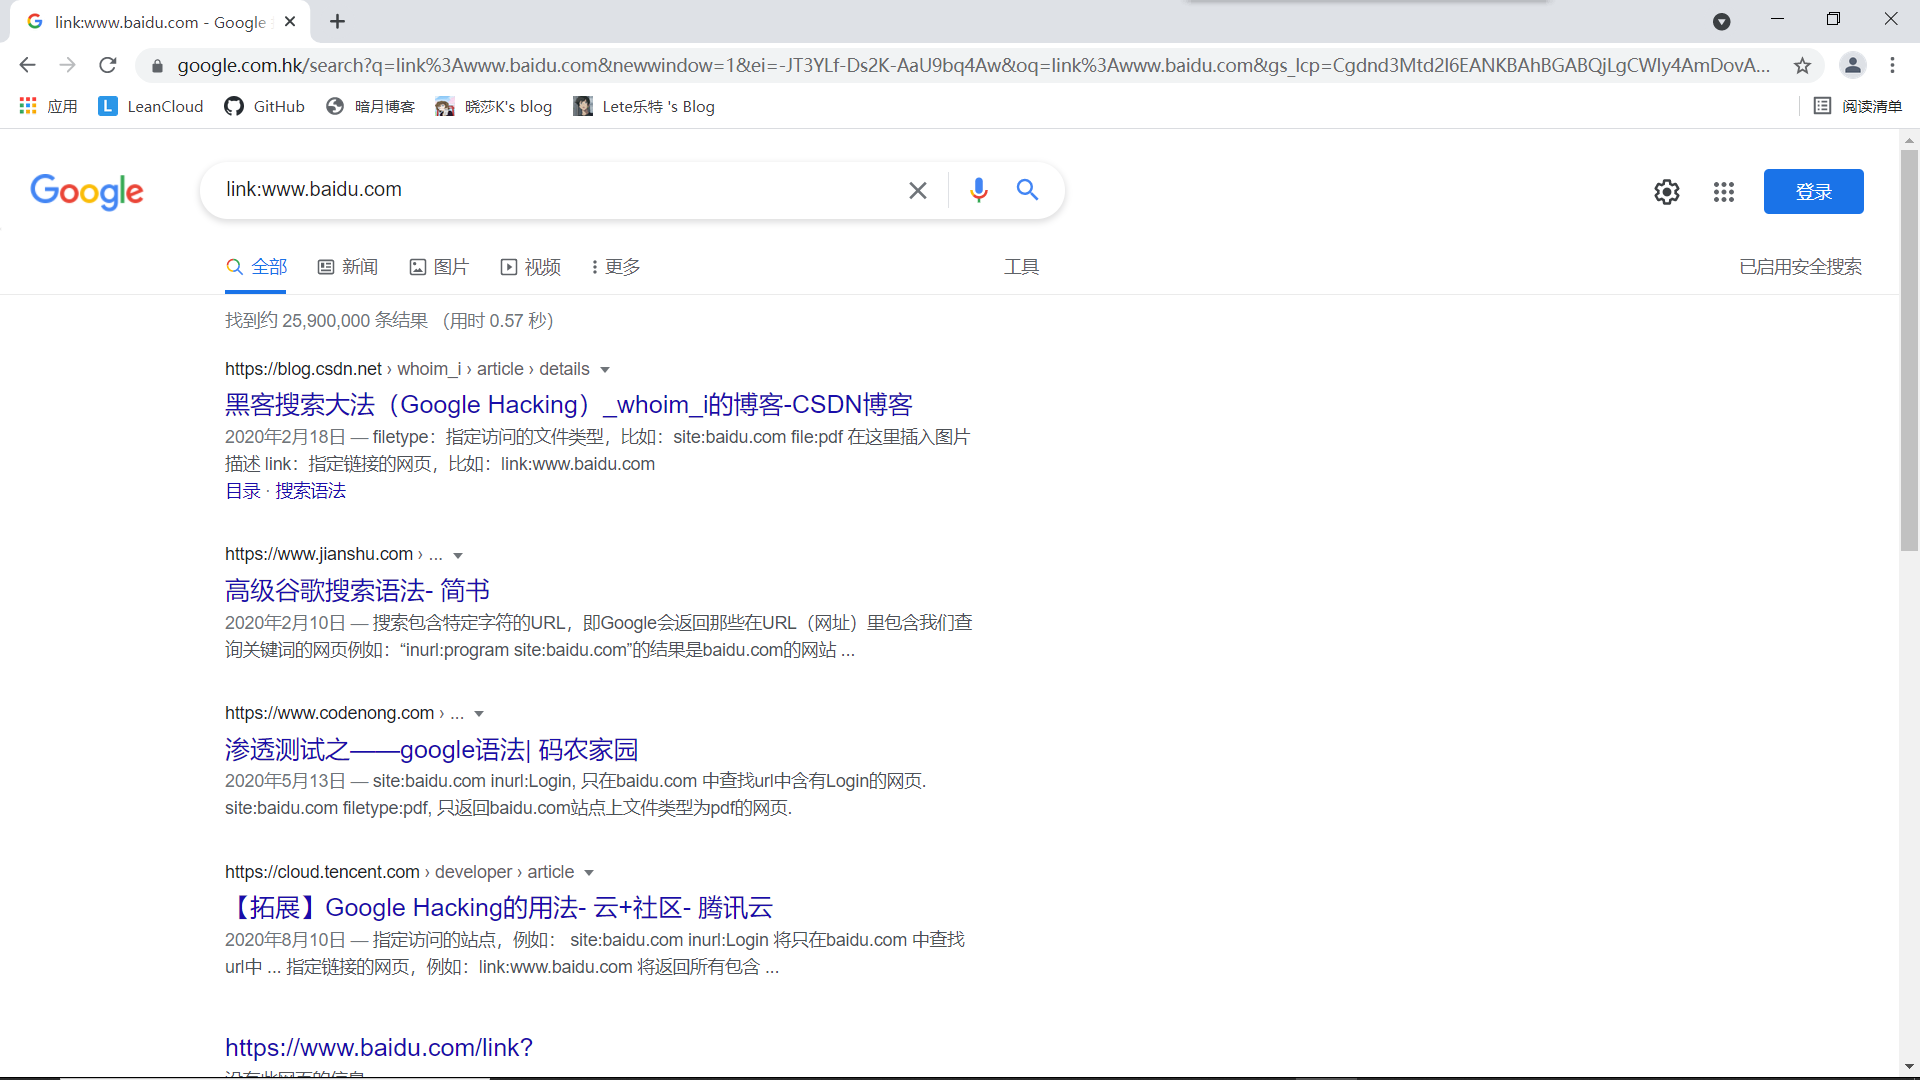 link:www.baidu.com - Google
google.com.hk/search?q=link%3Awww.baidu.com&newwindow=1&ei=-JT3YLf-Ds2K-AaU9bq4Aw&oq=link%3Awww.baidu.com&gs_lcp=Cgdnd3Mtd2l6EANKBAhBGABQjLgCWIy4AmDovA...
应用 LeanCloud GitHub 暗月博客 晓莎K's blog Lete乐特 's Blog 阅读清单
Google link:www.baidu.com 登录
全部 新闻 图片 视频 更多 工具 已启用安全搜索
找到约 25,900,000 条结果 （用时 0.57 秒）
https://blog.csdn.net › whoim_i › article › details
黑客搜索大法（Google Hacking）_whoim_i的博客-CSDN博客
2020年2月18日 — filetype：指定访问的文件类型，比如：site:baidu.com file:pdf 在这里插入图片
描述 link：指定链接的网页，比如：link:www.baidu.com
目录 · 搜索语法
https://www.jianshu.com › ...
高级谷歌搜索语法- 简书
2020年2月10日 — 搜索包含特定字符的URL，即Google会返回那些在URL（网址）里包含我们查
询关键词的网页例如：“inurl:program site:baidu.com”的结果是baidu.com的网站 ...
https://www.codenong.com › ...
渗透测试之——google语法| 码农家园
2020年5月13日 — site:baidu.com inurl:Login, 只在baidu.com 中查找url中含有Login的网页.
site:baidu.com filetype:pdf, 只返回baidu.com站点上文件类型为pdf的网页.
https://cloud.tencent.com › developer › article
【拓展】Google Hacking的用法- 云+社区- 腾讯云
2020年8月10日 — 指定访问的站点，例如： site:baidu.com inurl:Login 将只在baidu.com 中查找
url中 ... 指定链接的网页，例如：link:www.baidu.com 将返回所有包含 ...
https://www.baidu.com/link?
没有此网页的信息